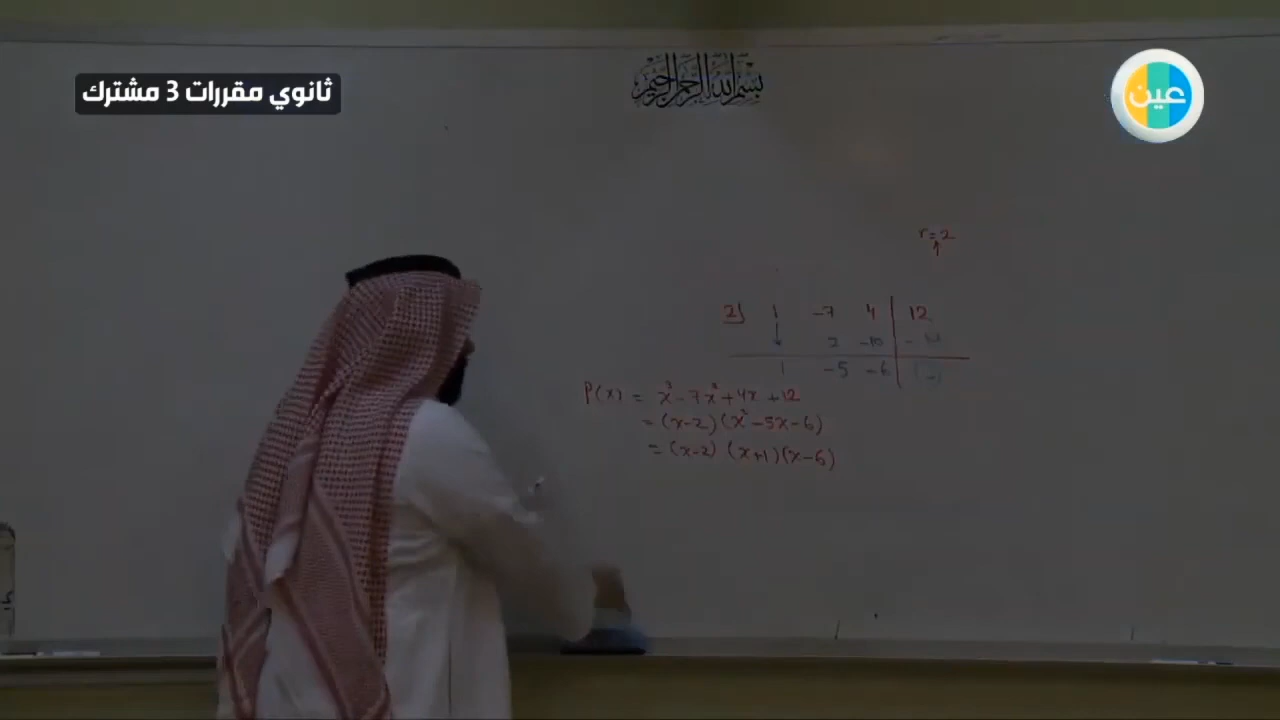 ثانوي مقررات 3 مشترك
بسم الله الرحمن الرحيم
عين
r=2
2) 1 -7 4 12
2 -10
1 -5 -6
P(x) = x³ - 7x² + 4x + 12
= (x-2) (x² - 5x - 6)
= (x-2) (x+1)(x-6)